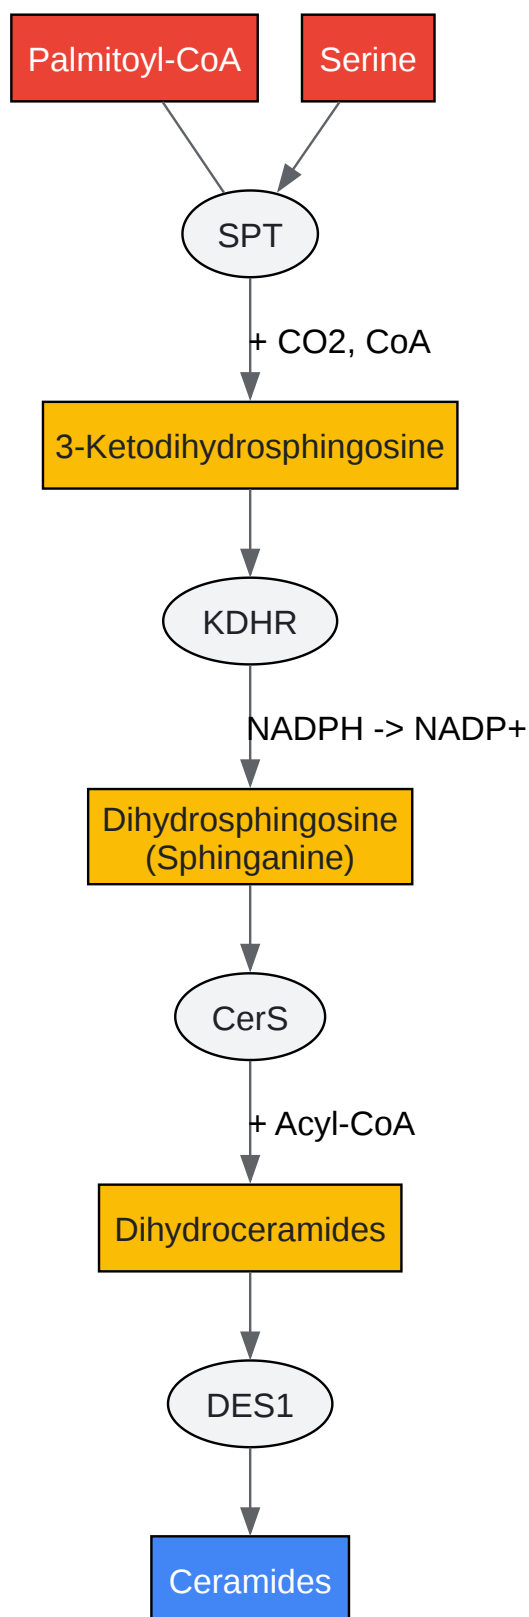 Palmitoyl-CoA
Serine
SPT
+ CO2, CoA
3-Ketodihydrosphingosine
KDHR
NADPH -> NADP+
Dihydrosphingosine
(Sphinganine)
CerS
+ Acyl-CoA
Dihydroceramides
DES1
Ceramides